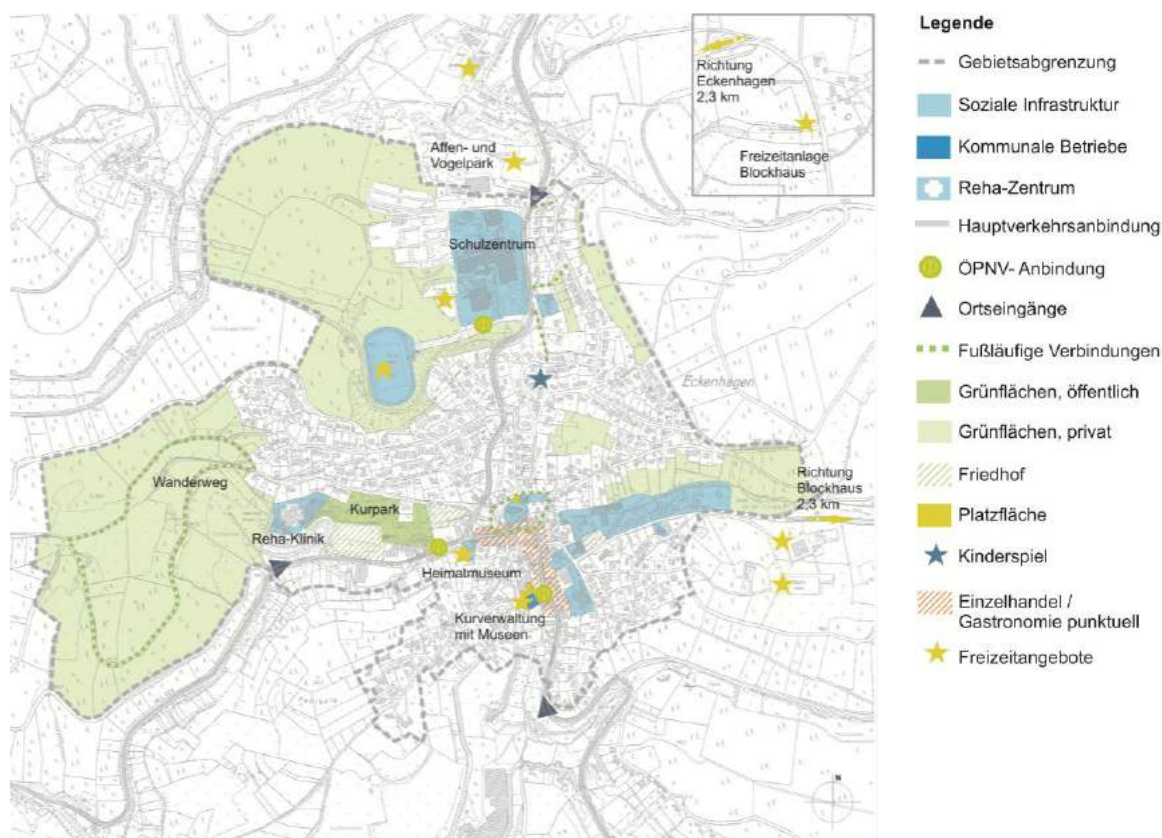 Richtung
Eckenhagen
2,3 km
Freizeitanlage
Blockhaus
Affen- und
Vogelpark
Schulzentrum
Eckenhagen
Wanderweg
Richtung
Blockhaus
2,3 km
Kurpark
Reha-Klinik
Heimatmuseum
Kurverwaltung
mit Museen
N
Legende
Gebietsabgrenzung
Soziale Infrastruktur
Kommunale Betriebe
Reha-Zentrum
Hauptverkehrsanbindung
ÖPNV- Anbindung
Ortseingänge
Fußläufige Verbindungen
Grünflächen, öffentlich
Grünflächen, privat
Friedhof
Platzfläche
Kinderspiel
Einzelhandel /
Gastronomie punktuell
Freizeitangebote